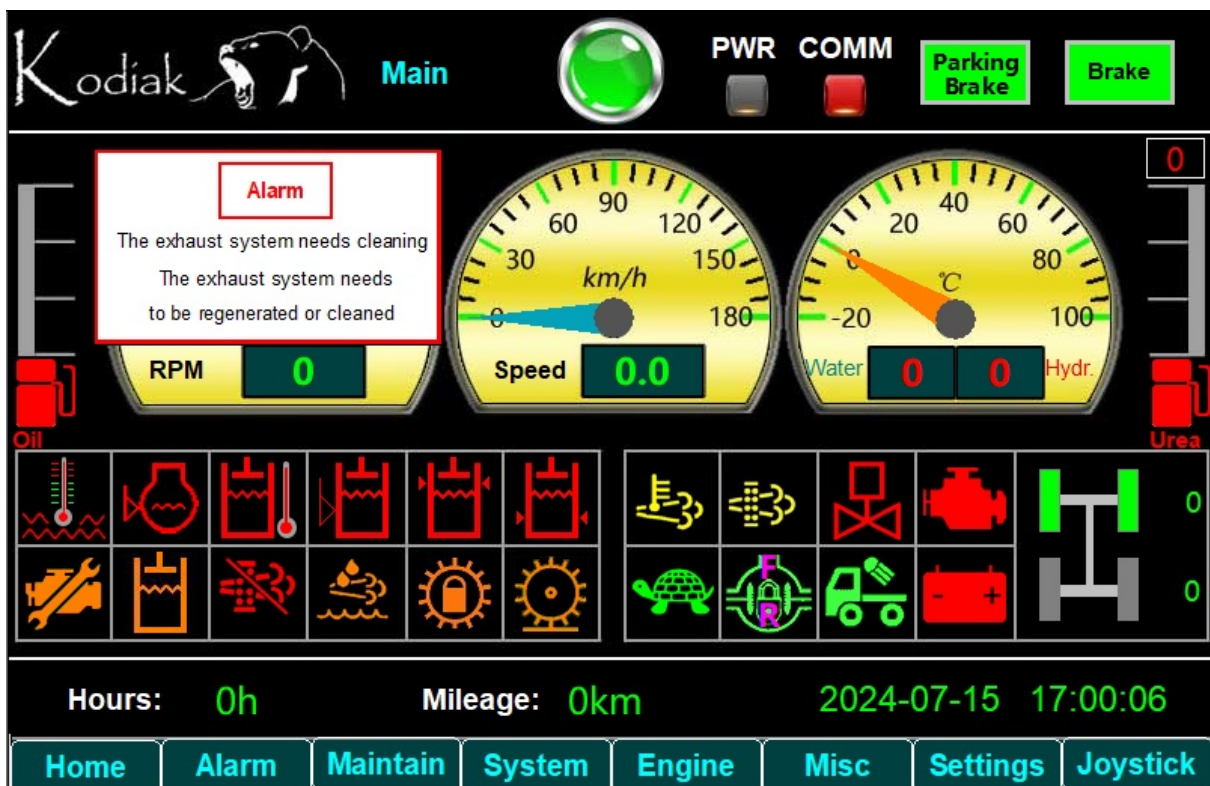 Kodiak
Main
PWR COMM
Parking
Brake
Brake
Alarm
The exhaust system needs cleaning
The exhaust system needs
to be regenerated or cleaned
RPM
0
0
30
60
90
120
150
180
km/h
Speed
0.0
-20
0
20
40
60
80
100
℃
Water
0
0
Hydr.
0
Oil
Urea
F
R
- +
0
0
Hours: 0h
Mileage: 0km
2024-07-15 17:00:06
Home Alarm Maintain System Engine Misc Settings Joystick